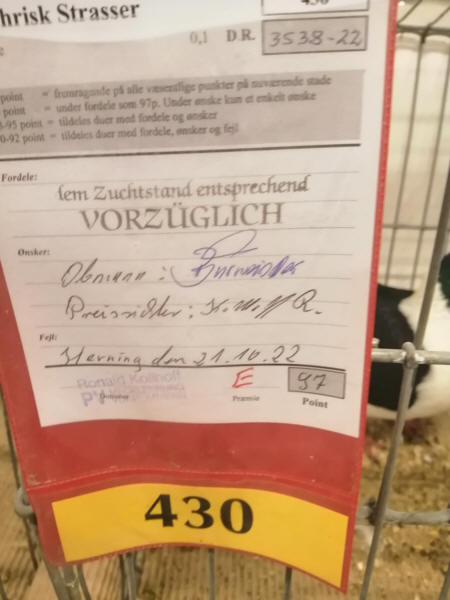 hrisk Strasser
0,1 D.R. 3538-22
point = fremragende på alle væsentlige punkter på nuværende stade
point = under fordele som 97p. Under ønske kun et enkelt ønske
-95 point = tildeles duer med fordele og ønsker
0-92 point = tildeles duer med fordele, ønsker og fejl
Fordele:
dem Zuchtstand entsprechend
VORZÜGLICH
Ønsker:
Obmann:
Preisrichter:
Fejl:
Herning den 21.10.22
Ronald Kollhoff
E 97
Dommer Præmie Point
430